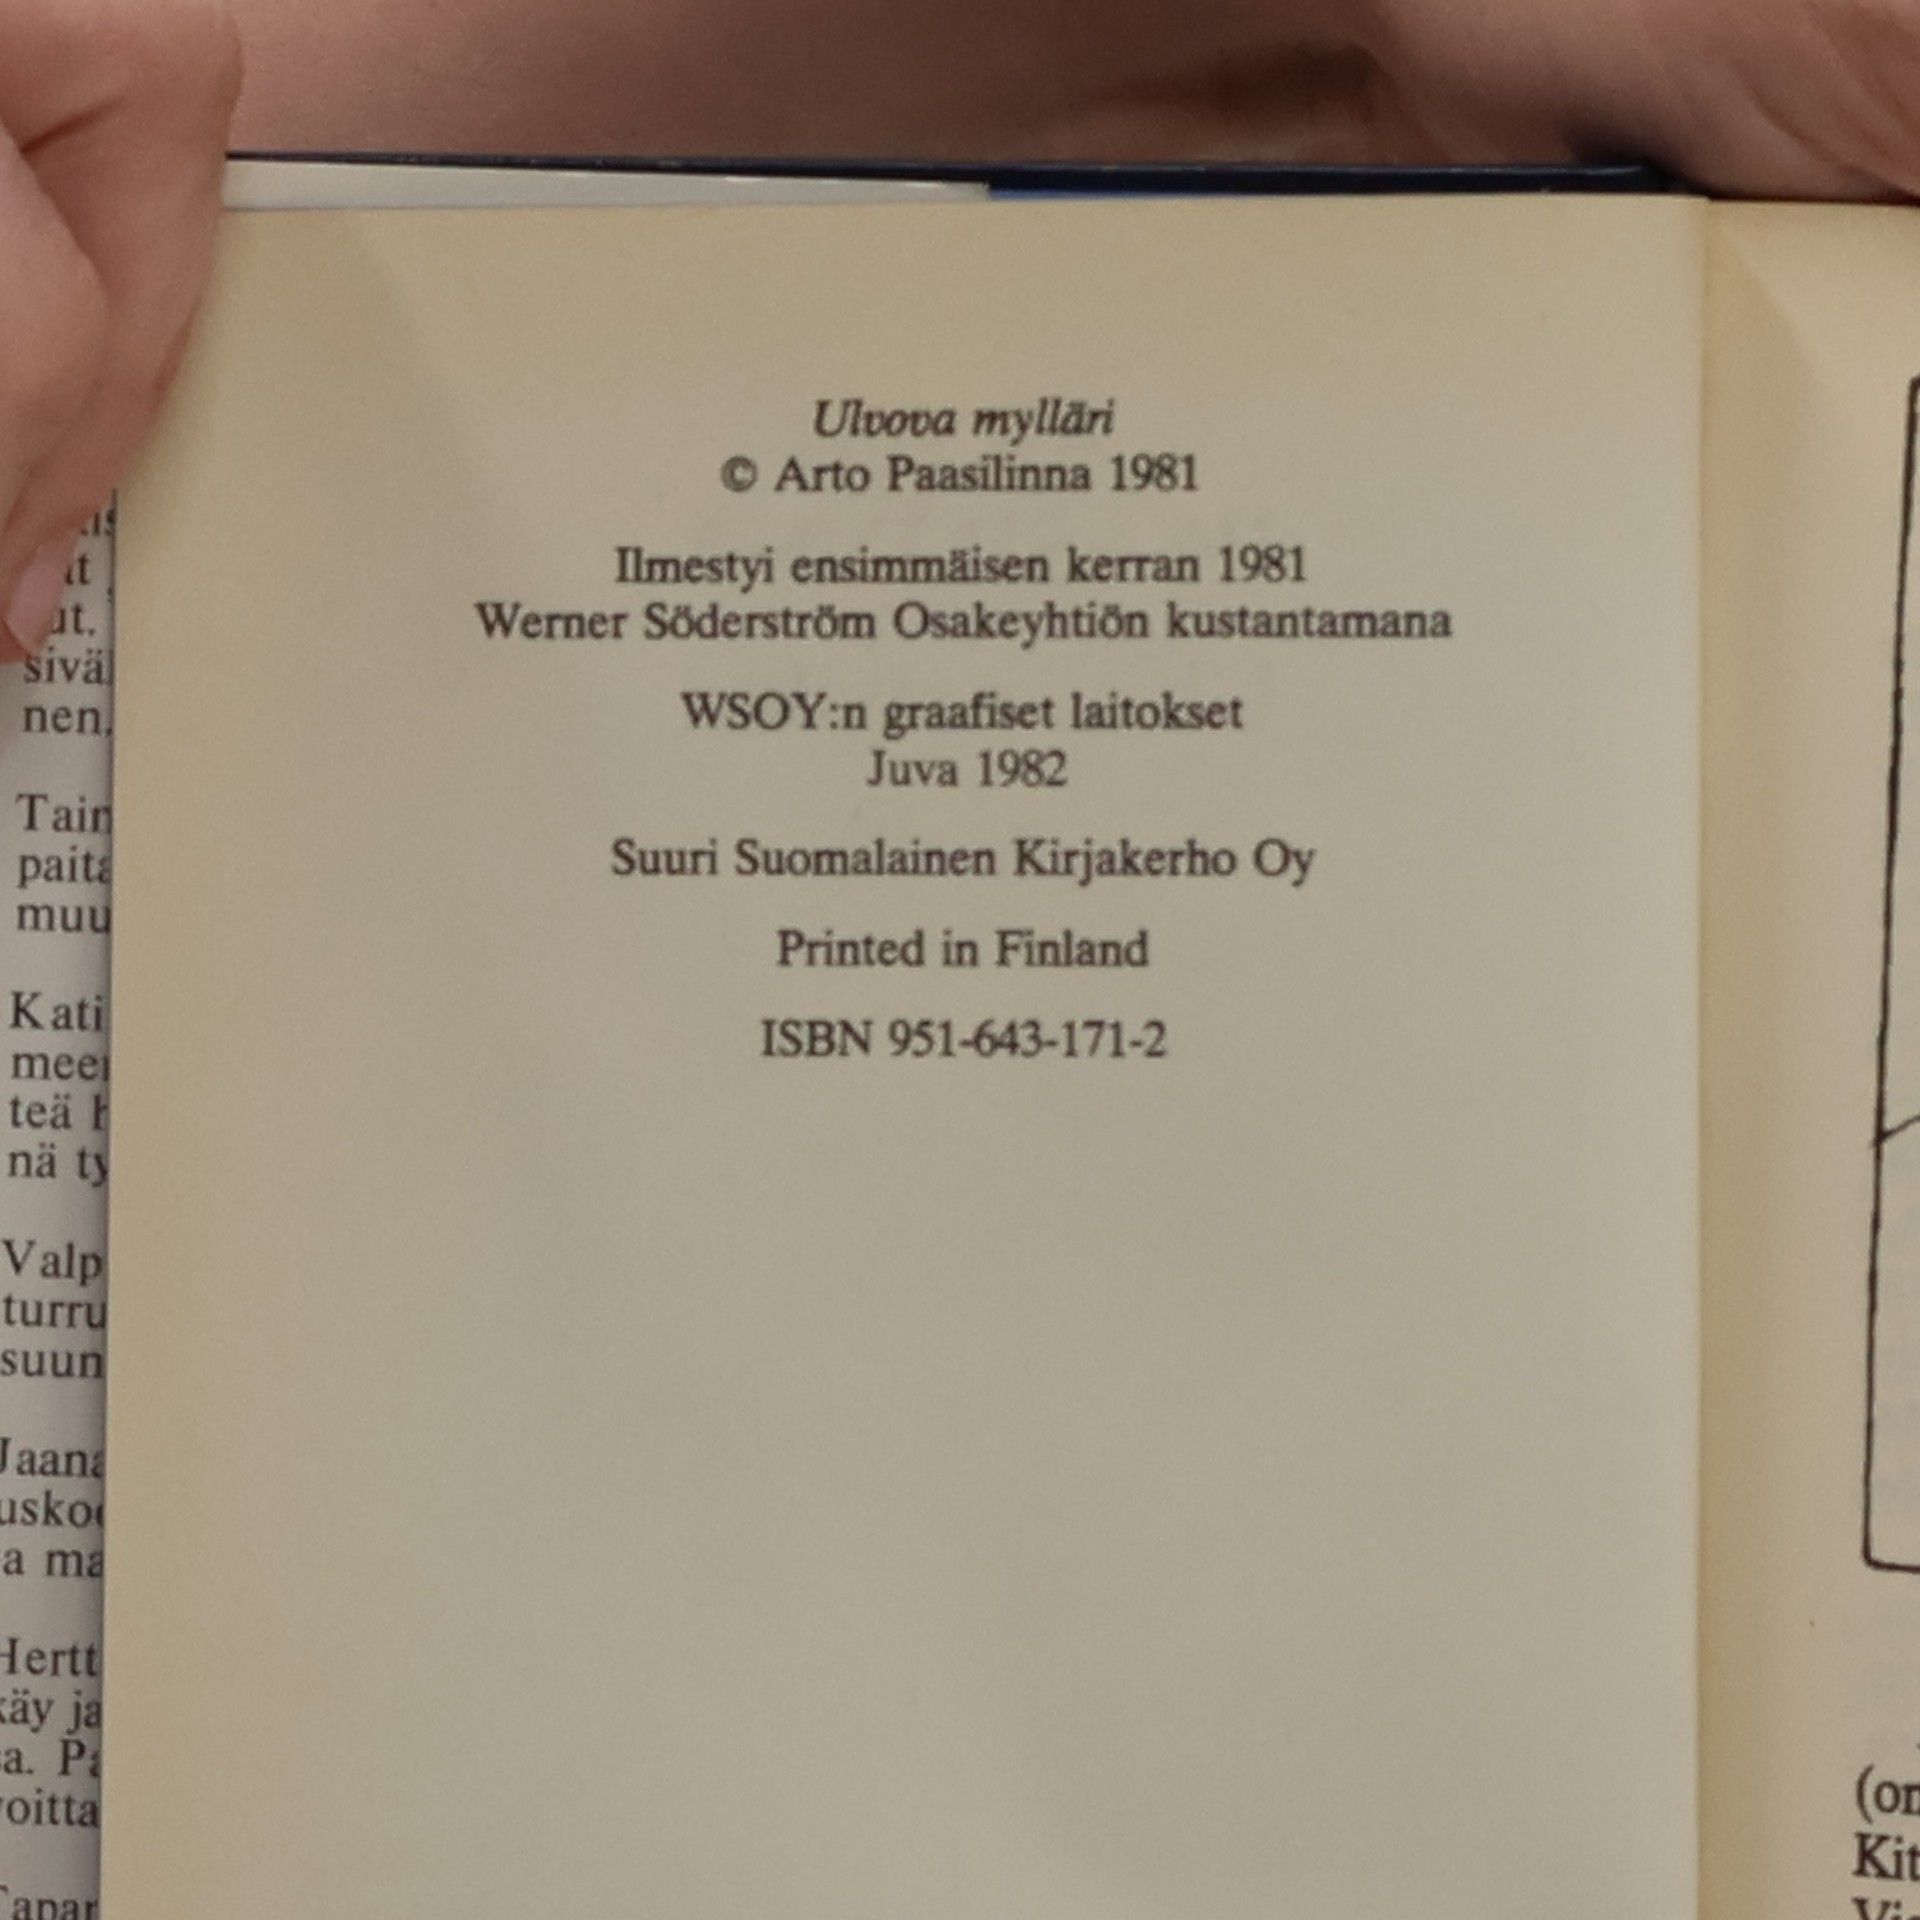 Ulvova mylläri
© Arto Paasilinna 1981
Ilmestyi ensimmäisen kerran 1981
Werner Söderström Osakeyhtiön kustantamana
WSOY:n graafiset laitokset
Juva 1982
Suuri Suomalainen Kirjakerho Oy
Printed in Finland
ISBN 951-643-171-2